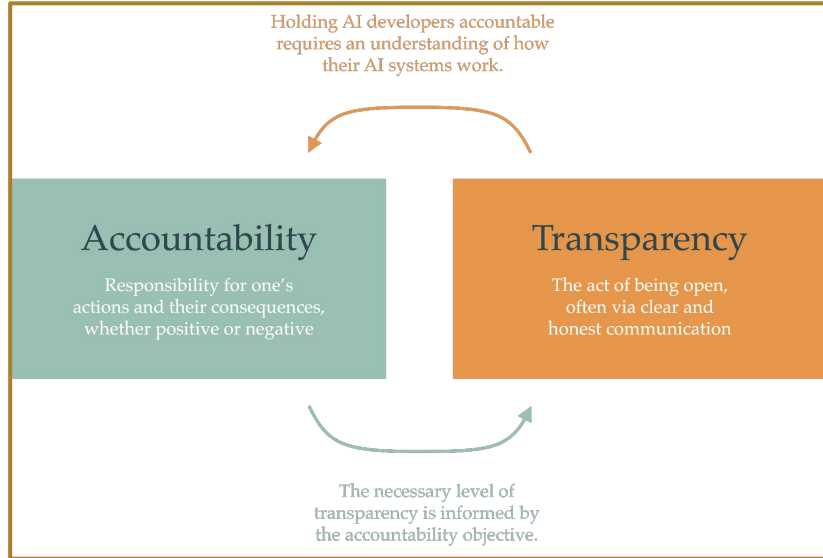 Holding AI developers accountable
requires an understanding of how
their AI systems work.
Accountability
Responsibility for one’s
actions and their consequences,
whether positive or negative
Transparency
The act of being open,
often via clear and
honest communication
The necessary level of
transparency is informed by
the accountability objective.